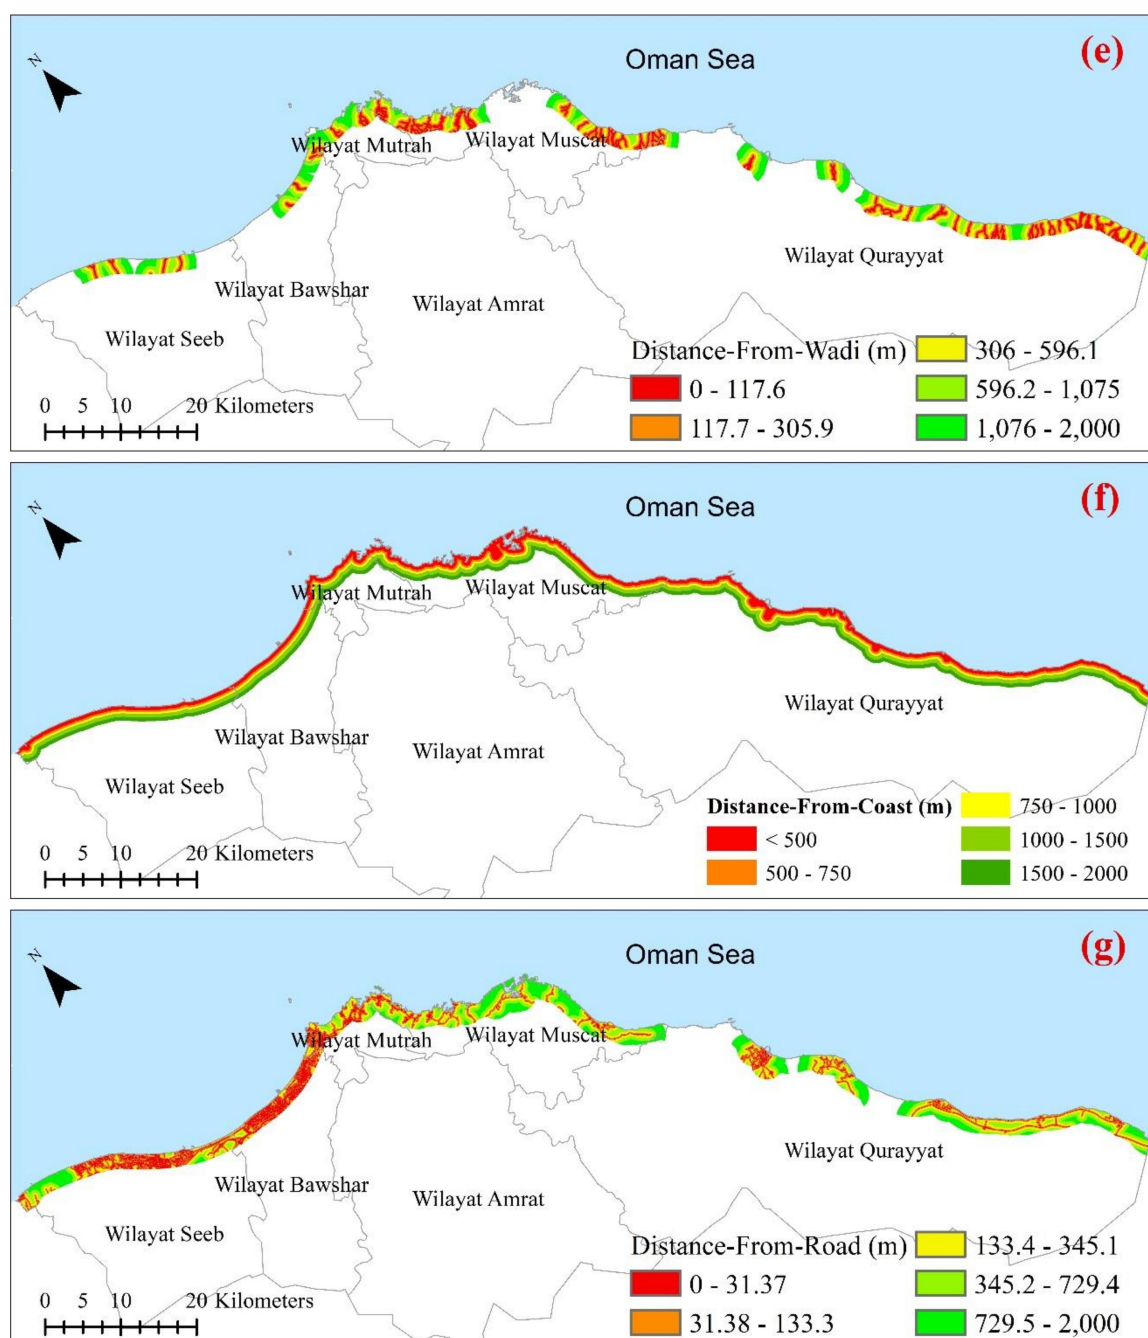 (e)
N
Oman Sea
Wilayat Mutrah
Wilayat Muscat
Wilayat Qurayyat
Wilayat Bawshar
Wilayat Amrat
Wilayat Seeb
Distance-From-Wadi (m)
0 - 117.6
117.7 - 305.9
306 - 596.1
596.2 - 1,075
1,076 - 2,000
0 5 10 20 Kilometers
(f)
N
Oman Sea
Wilayat Mutrah
Wilayat Muscat
Wilayat Qurayyat
Wilayat Bawshar
Wilayat Amrat
Wilayat Seeb
Distance-From-Coast (m)
< 500
500 - 750
750 - 1000
1000 - 1500
1500 - 2000
0 5 10 20 Kilometers
(g)
N
Oman Sea
Wilayat Mutrah
Wilayat Muscat
Wilayat Qurayyat
Wilayat Bawshar
Wilayat Amrat
Wilayat Seeb
Distance-From-Road (m)
0 - 31.37
31.38 - 133.3
133.4 - 345.1
345.2 - 729.4
729.5 - 2,000
0 5 10 20 Kilometers